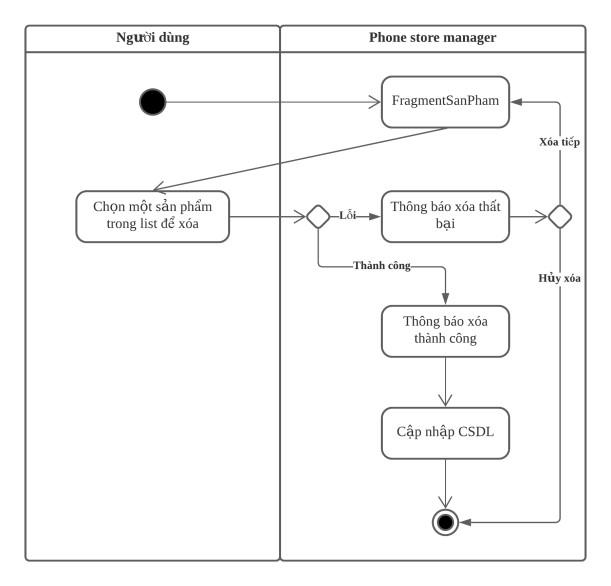 Người dùng
Phone store manager
FragmentSanPham
Xóa tiếp
Chọn một sản phẩm
trong list để xóa
Lỗi
Thông báo xóa thất
bại
Thành công
Hủy xóa
Thông báo xóa
thành công
Cập nhập CSDL